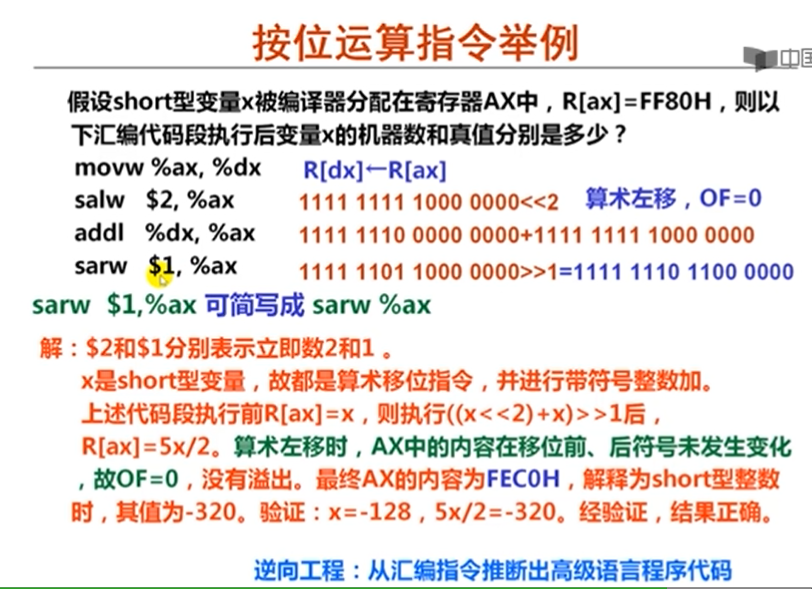 按位运算指令举例
中国
假设short型变量x被编译器分配在寄存器AX中，R[ax]=FF80H，则以
下汇编代码段执行后变量x的机器数和真值分别是多少？
movw %ax, %dx R[dx]←R[ax]
salw $2, %ax 1111 1111 1000 0000<<2 算术左移，OF=0
addl %dx, %ax 1111 1110 0000 0000+1111 1111 1000 0000
sarw $1, %ax 1111 1101 1000 0000>>1=1111 1110 1100 0000
sarw $1,%ax 可简写成 sarw %ax
解：$2和$1分别表示立即数2和1 。
x是short型变量，故都是算术移位指令，并进行带符号整数加。
上述代码段执行前R[ax]=x，则执行((x<<2)+x)>>1后，
R[ax]=5x/2。算术左移时，AX中的内容在移位前、后符号未发生变化
，故OF=0，没有溢出。最终AX的内容为FEC0H，解释为short型整数
时，其值为-320。验证：x=-128，5x/2=-320。经验证，结果正确。
逆向工程：从汇编指令推断出高级语言程序代码